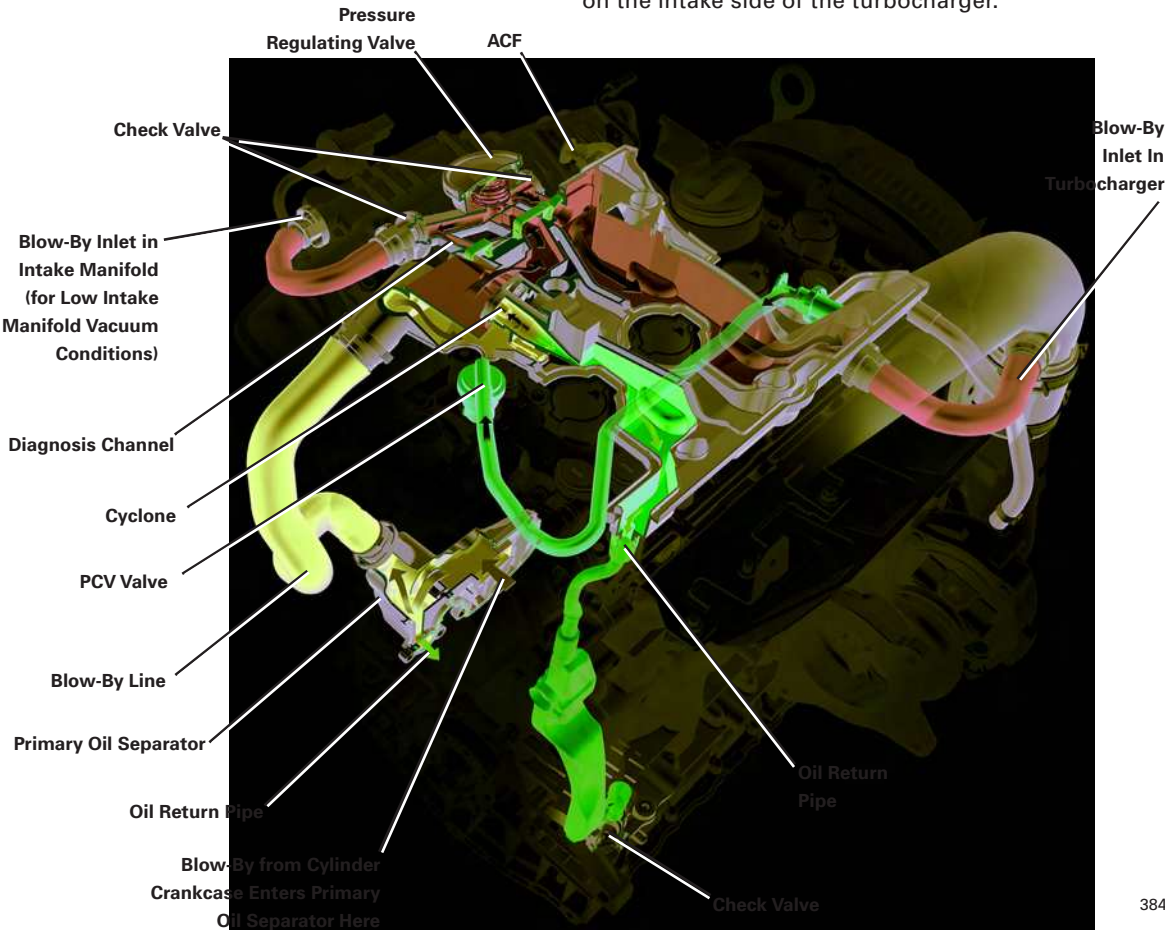 on the intake side of the turbocharger.
Pressure
Regulating Valve
ACF
Check Valve
Blow-By
Inlet In
Turbocharger
Blow-By Inlet in
Intake Manifold
(for Low Intake
Manifold Vacuum
Conditions)
Diagnosis Channel
Cyclone
PCV Valve
Blow-By Line
Primary Oil Separator
Oil Return Pipe
Oil Return
Pipe
Blow-By from Cylinder
Crankcase Enters Primary
Oil Separator Here
Check Valve
384